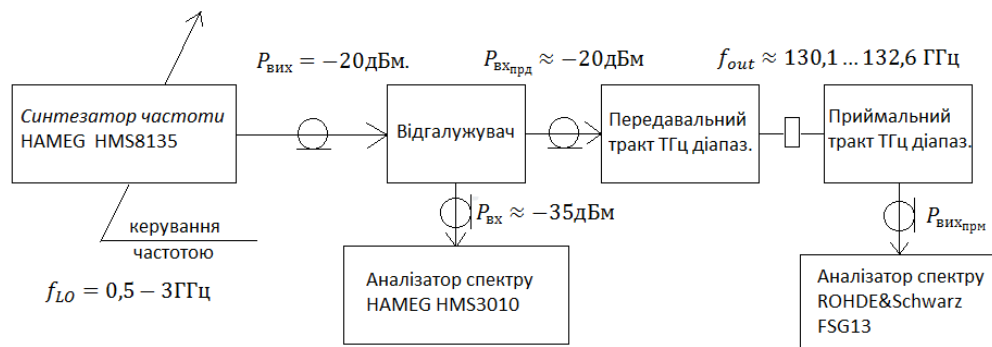 𝑃вих = −20дБм.
𝑃вхпрд ≈ −20дБм
𝑓𝑜𝑢𝑡 ≈ 130,1 … 132,6 ГГц
Синтезатор частоти
HAMEG HMS8135
Відгалужувач
Передавальний
тракт ТГц діапаз.
Приймальний
тракт ТГц діапаз.
𝑃вх ≈ −35дБм
𝑃вихпрм
керування
частотою
𝑓𝐿𝑂 = 0,5 − 3ГГц
Аналізатор спектру
HAMEG HMS3010
Аналізатор спектру
ROHDE&Schwarz
FSG13